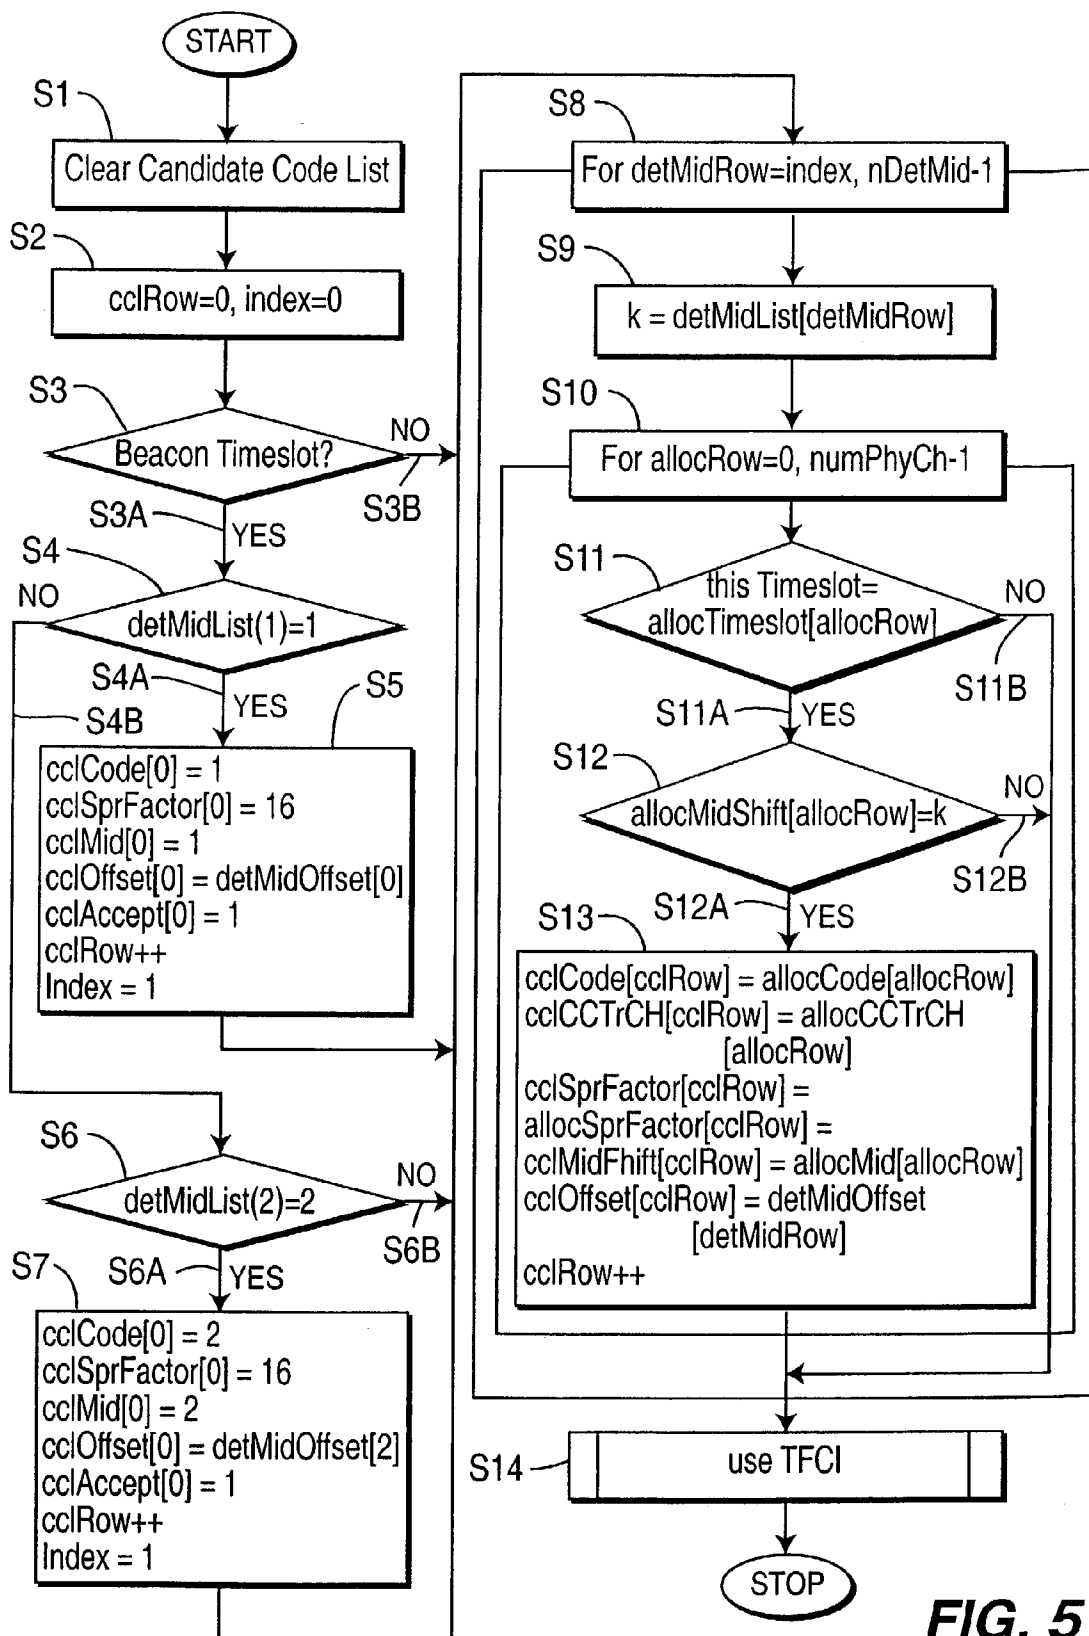 START
S1
Clear Candidate Code List
S2
cclRow=0, index=0
S3
Beacon Timeslot?
NO
S3B
S3A
YES
S4
NO
detMidList(1)=1
S4A
YES
S4B
S5
cclCode[0] = 1
cclSprFactor[0] = 16
cclMid[0] = 1
cclOffset[0] = detMidOffset[0]
cclAccept[0] = 1
cclRow++
Index = 1
S6
detMidList(2)=2
NO
S6B
S6A
YES
S7
cclCode[0] = 2
cclSprFactor[0] = 16
cclMid[0] = 2
cclOffset[0] = detMidOffset[2]
cclAccept[0] = 1
cclRow++
Index = 1
S8
For detMidRow=index, nDetMid-1
S9
k = detMidList[detMidRow]
S10
For allocRow=0, numPhyCh-1
S11
this Timeslot=
allocTimeslot[allocRow]
NO
S11B
S11A
YES
S12
allocMidShift[allocRow]=k
NO
S12B
S12A
YES
S13
cclCode[cclRow] = allocCode[allocRow]
cclCCTrCH[cclRow] = allocCCTrCH
[allocRow]
cclSprFactor[cclRow] =
allocSprFactor[cclRow] =
cclMidFhift[cclRow] = allocMid[allocRow]
cclOffset[cclRow] = detMidOffset
[detMidRow]
cclRow++
S14
use TFCI
STOP
FIG. 5